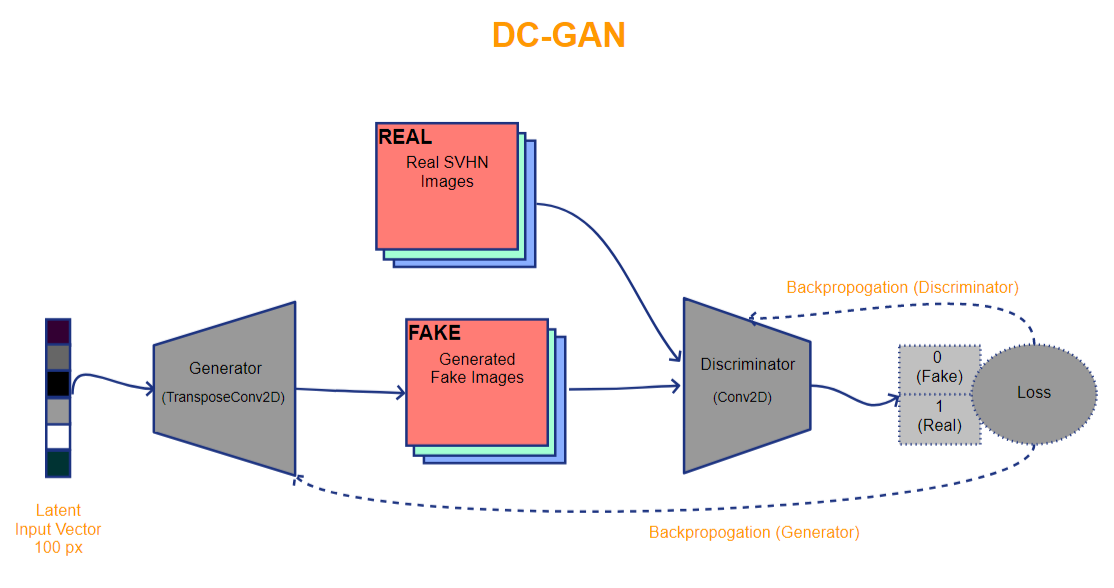 DC-GAN
REAL
Real SVHN
Images
Backpropogation (Discriminator)
FAKE
Generated
Fake Images
Generator
(TransposeConv2D)
Discriminator
(Conv2D)
0
(Fake)
1
(Real)
Loss
Latent
Input Vector
100 px
Backpropogation (Generator)